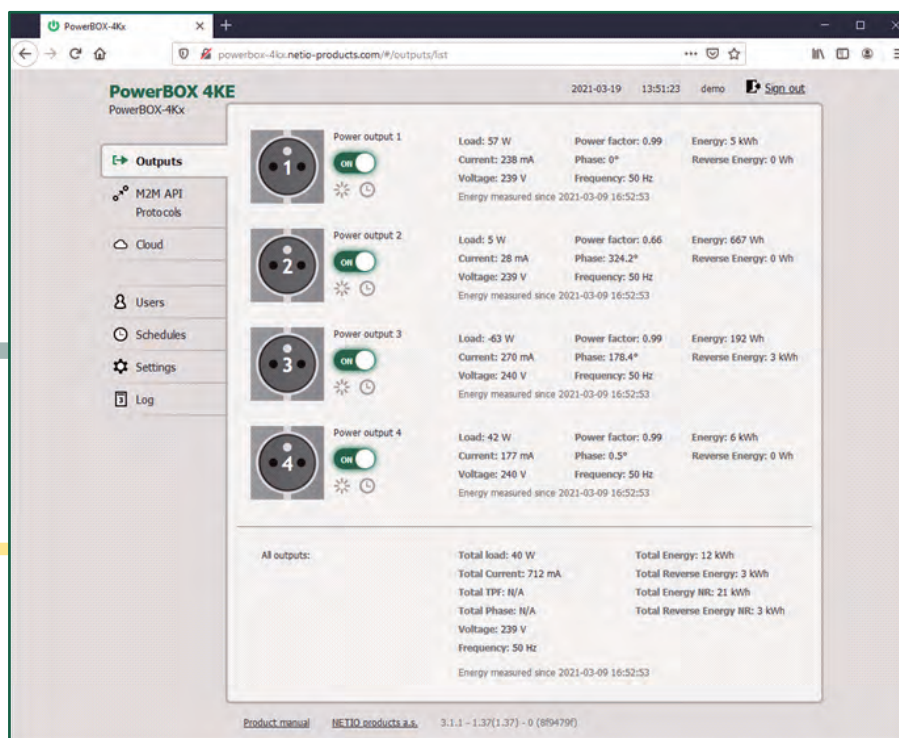 PowerBOX-4Kx
powerbox-4kx.netio-products.com/#/outputs/list
PowerBOX 4KE
PowerBOX-4Kx
2021-03-19 13:51:23 demo Sign out
Outputs
M2M API
Protocols
Cloud
Users
Schedules
Settings
Log
1
Power output 1
ON
Load: 57 W Power factor: 0.99 Energy: 5 kWh
Current: 238 mA Phase: 0° Reverse Energy: 0 Wh
Voltage: 239 V Frequency: 50 Hz
Energy measured since 2021-03-09 16:52:53
2
Power output 2
ON
Load: 5 W Power factor: 0.66 Energy: 667 Wh
Current: 28 mA Phase: 324.2° Reverse Energy: 0 Wh
Voltage: 239 V Frequency: 50 Hz
Energy measured since 2021-03-09 16:52:53
3
Power output 3
ON
Load: -63 W Power factor: 0.99 Energy: 192 Wh
Current: 270 mA Phase: 178.4° Reverse Energy: 3 kWh
Voltage: 240 V Frequency: 50 Hz
Energy measured since 2021-03-09 16:52:53
4
Power output 4
ON
Load: 42 W Power factor: 0.99 Energy: 6 kWh
Current: 177 mA Phase: 0.5° Reverse Energy: 0 Wh
Voltage: 240 V Frequency: 50 Hz
Energy measured since 2021-03-09 16:52:53
All outputs:
Total load: 40 W Total Energy: 12 kWh
Total Current: 712 mA Total Reverse Energy: 3 kWh
Total TPF: N/A Total Energy NR: 21 kWh
Total Phase: N/A Total Reverse Energy NR: 3 kWh
Voltage: 239 V
Frequency: 50 Hz
Energy measured since 2021-03-09 16:52:53
Product manual NETIO products a.s. 3.1.1 - 1.37(1.37) - 0 (8f9479f)